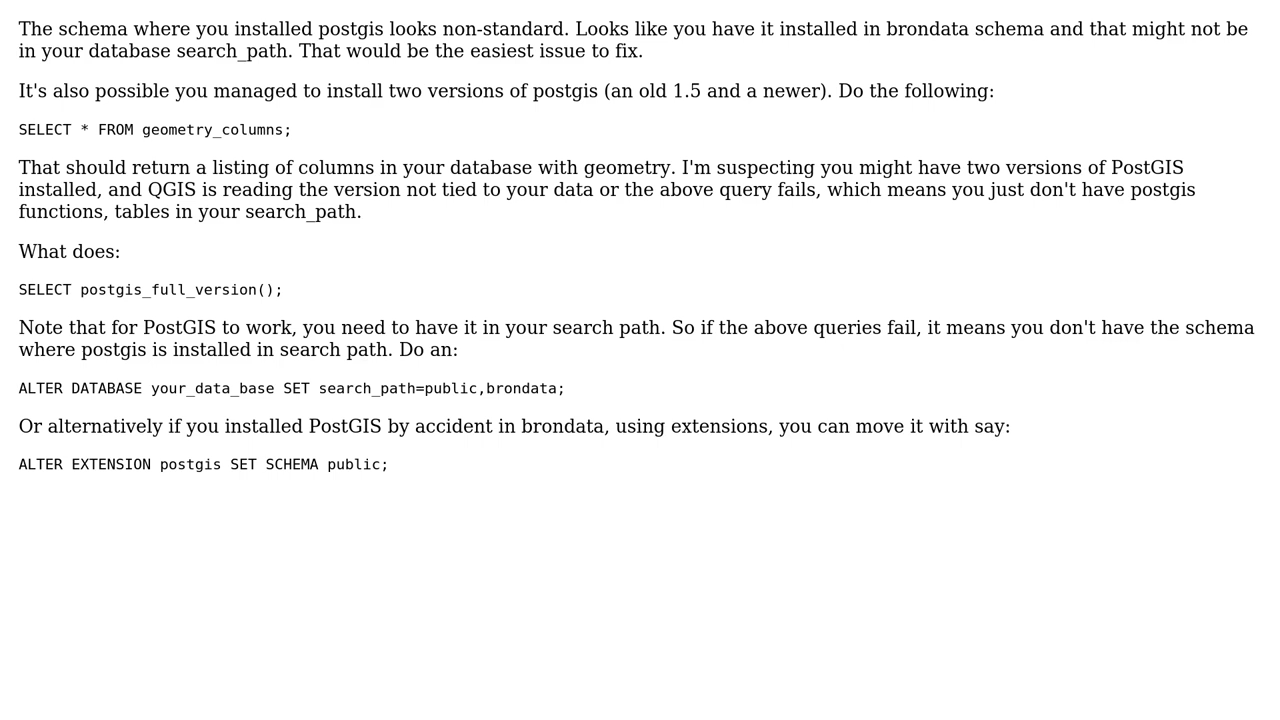 The schema where you installed postgis looks non-standard. Looks like you have it installed in brondata schema and that might not be
in your database search_path. That would be the easiest issue to fix.
It's also possible you managed to install two versions of postgis (an old 1.5 and a newer). Do the following:
SELECT * FROM geometry_columns;
That should return a listing of columns in your database with geometry. I'm suspecting you might have two versions of PostGIS
installed, and QGIS is reading the version not tied to your data or the above query fails, which means you just don't have postgis
functions, tables in your search_path.
What does:
SELECT postgis_full_version();
Note that for PostGIS to work, you need to have it in your search path. So if the above queries fail, it means you don't have the schema
where postgis is installed in search path. Do an:
ALTER DATABASE your_data_base SET search_path=public,brondata;
Or alternatively if you installed PostGIS by accident in brondata, using extensions, you can move it with say:
ALTER EXTENSION postgis SET SCHEMA public;